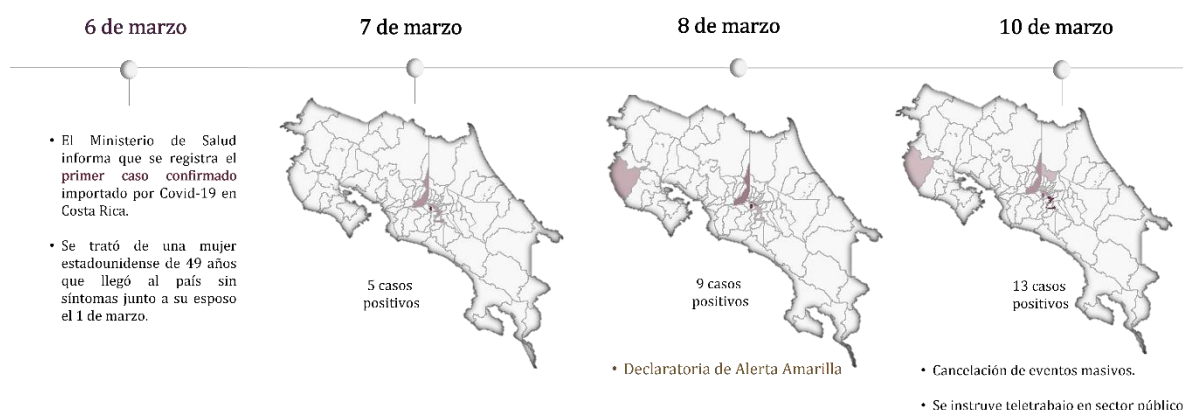 6 de marzo
7 de marzo
8 de marzo
10 de marzo
• El Ministerio de Salud
informa que se registra el
primer caso confirmado
importado por Covid-19 en
Costa Rica.
• Se trató de una mujer
estadounidense de 49 años
que llegó al país sin
síntomas junto a su esposo
el 1 de marzo.
5 casos
positivos
9 casos
positivos
• Declaratoria de Alerta Amarilla
13 casos
positivos
• Cancelación de eventos masivos.
• Se instruye teletrabajo en sector público